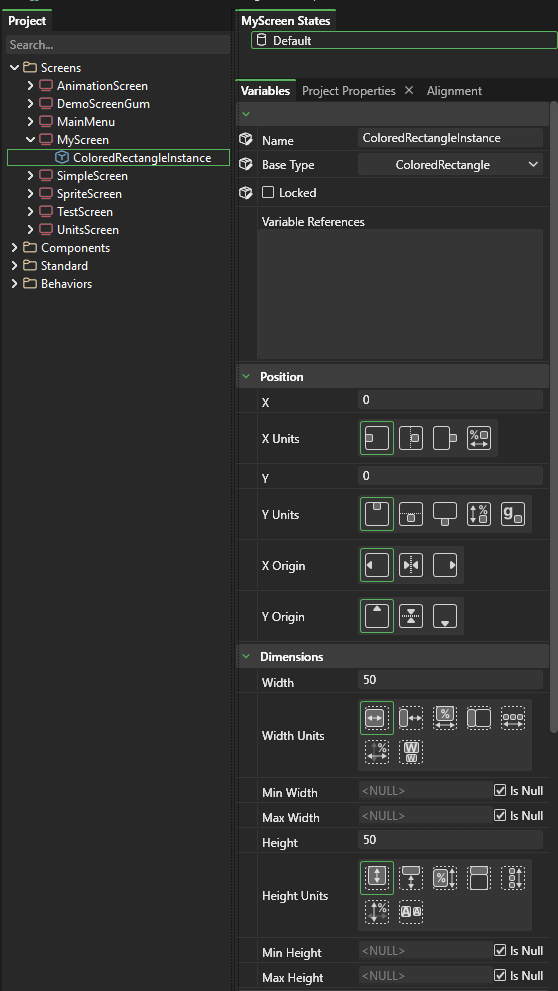 Project
Search...
Screens
AnimationScreen
DemoScreenGum
MainMenu
MyScreen
ColoredRectangleInstance
SimpleScreen
SpriteScreen
TestScreen
UnitsScreen
Components
Standard
Behaviors
MyScreen States
Default
Variables Project Properties Alignment
Name ColoredRectangleInstance
Base Type ColoredRectangle
Locked
Variable References
Position
X 0
X Units %
Y 0
Y Units % g
X Origin
Y Origin
Dimensions
Width 50
Width Units %
% W W
Min Width <NULL> Is Null
Max Width <NULL> Is Null
Height 50
Height Units %
% A a
Min Height <NULL> Is Null
Max Height <NULL> Is Null